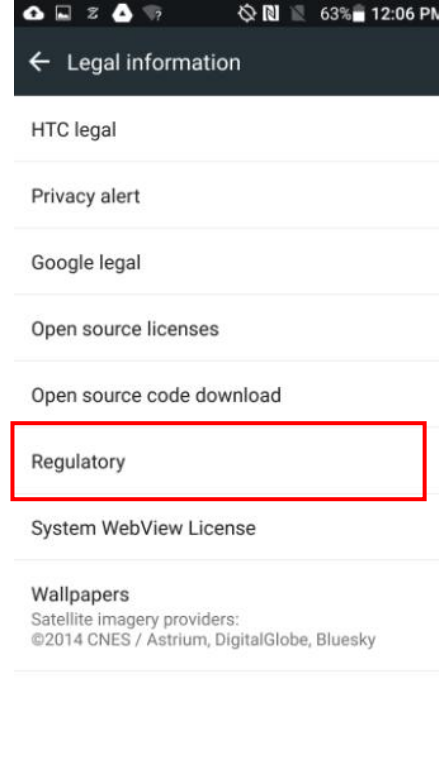 63% 12:06 PM
Legal information
HTC legal
Privacy alert
Google legal
Open source licenses
Open source code download
Regulatory
System WebView License
Wallpapers
Satellite imagery providers:
©2014 CNES / Astrium, DigitalGlobe, Bluesky